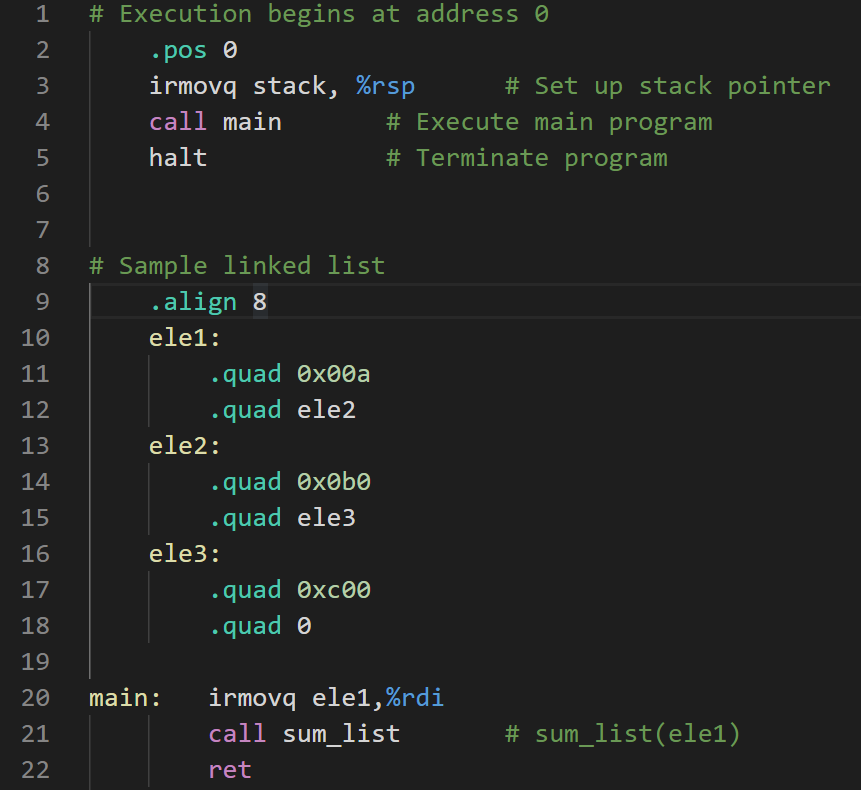 1 # Execution begins at address 0
2 .pos 0
3 irmovq stack, %rsp # Set up stack pointer
4 call main # Execute main program
5 halt # Terminate program
6
7
8 # Sample linked list
9 .align 8
10 ele1:
11 .quad 0x00a
12 .quad ele2
13 ele2:
14 .quad 0x0b0
15 .quad ele3
16 ele3:
17 .quad 0xc00
18 .quad 0
19
20 main: irmovq ele1,%rdi
21 call sum_list # sum_list(ele1)
22 ret